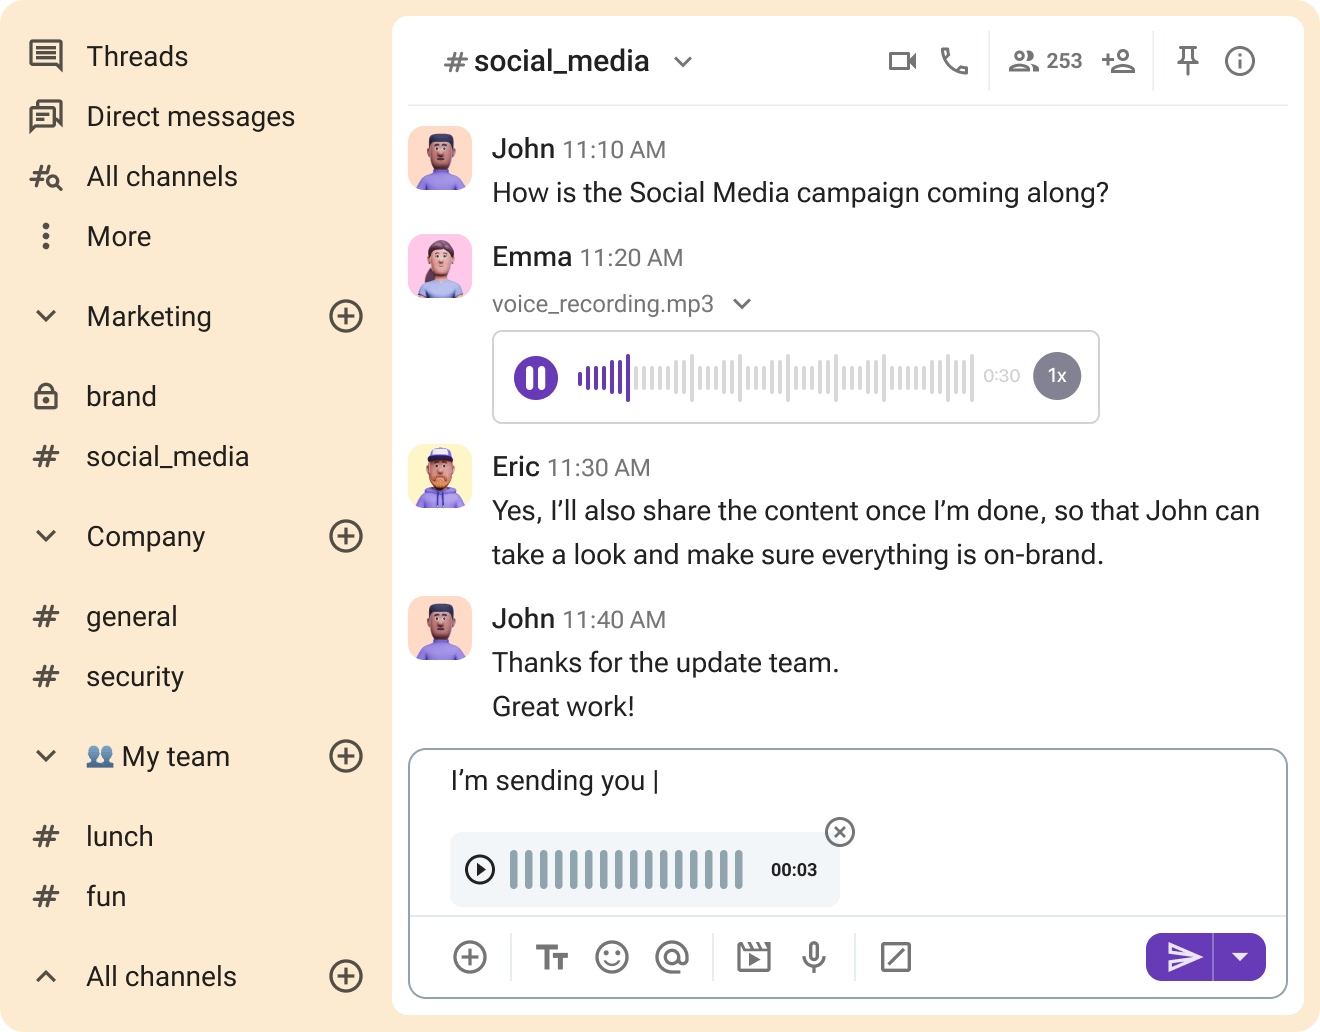 Threads
Direct messages
All channels
More
Marketing
brand
social_media
Company
general
security
My team
lunch
fun
All channels
# social_media
253
John 11:10 AM
How is the Social Media campaign coming along?
Emma 11:20 AM
voice_recording.mp3
0:30
1x
Eric 11:30 AM
Yes, I’ll also share the content once I’m done, so that John can
take a look and make sure everything is on-brand.
John 11:40 AM
Thanks for the update team.
Great work!
I’m sending you |
00:03